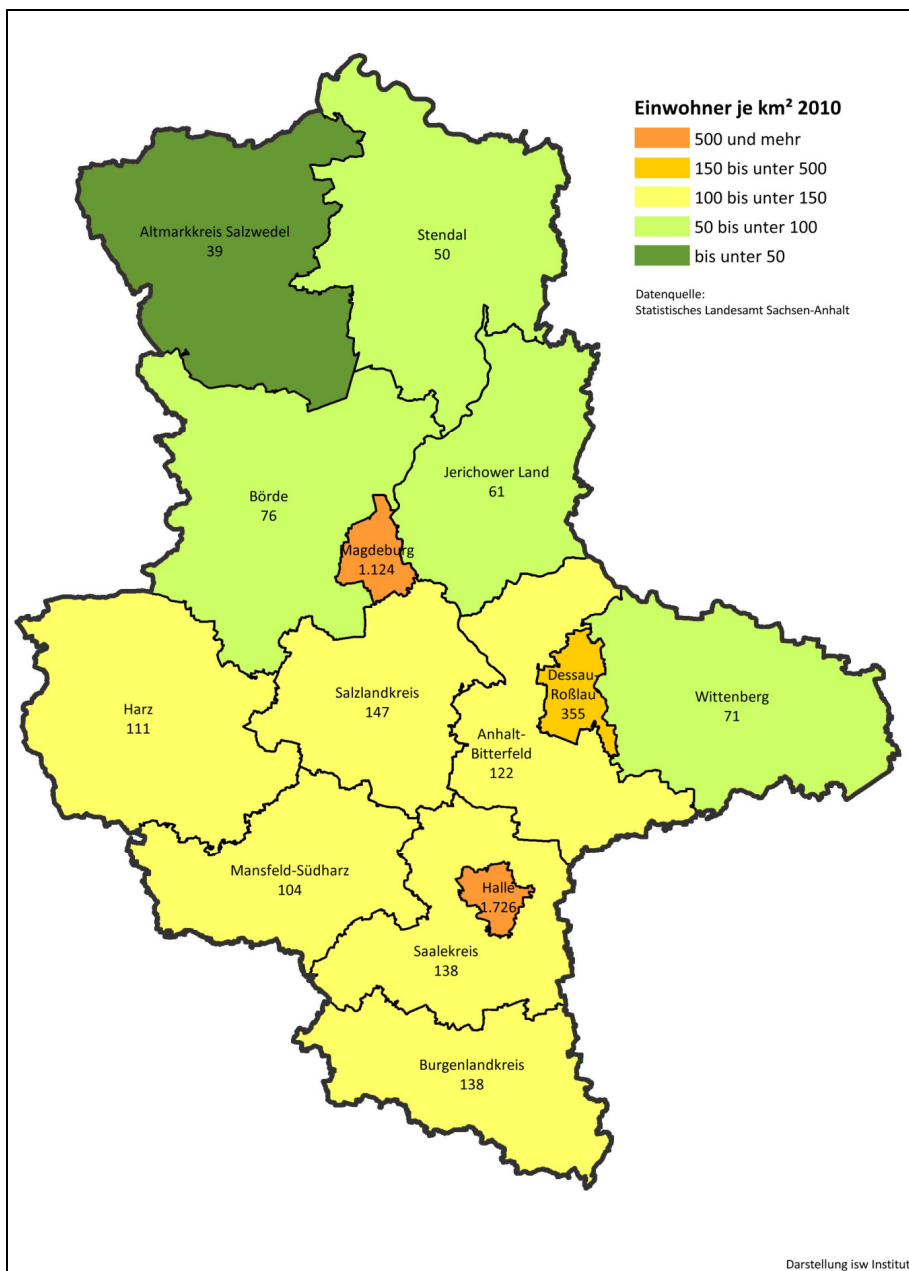 Einwohner je km² 2010
500 und mehr
150 bis unter 500
100 bis unter 150
50 bis unter 100
bis unter 50
Datenquelle:
Statistisches Landesamt Sachsen-Anhalt
Altmarkkreis Salzwedel
39
Stendal
50
Jerichower Land
61
Börde
76
Magdeburg
1.124
Salzlandkreis
147
Harz
111
Dessau-
Roßlau
355
Wittenberg
71
Anhalt-
Bitterfeld
122
Mansfeld-Südharz
104
Halle
1.726
Saalekreis
138
Burgenlandkreis
138
Darstellung isw Institut